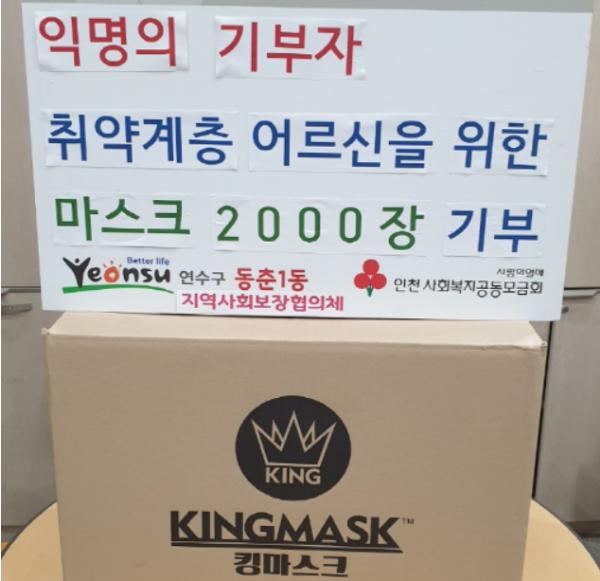 익명의 기부자
취약계층 어르신을 위한
마스크 2000장 기부
Better life
Yeonsu 연수구 동춘1동
지역사회보장협의체
사랑의열매
인천 사회복지공동모금회
KING
KINGMASK™
킹마스크